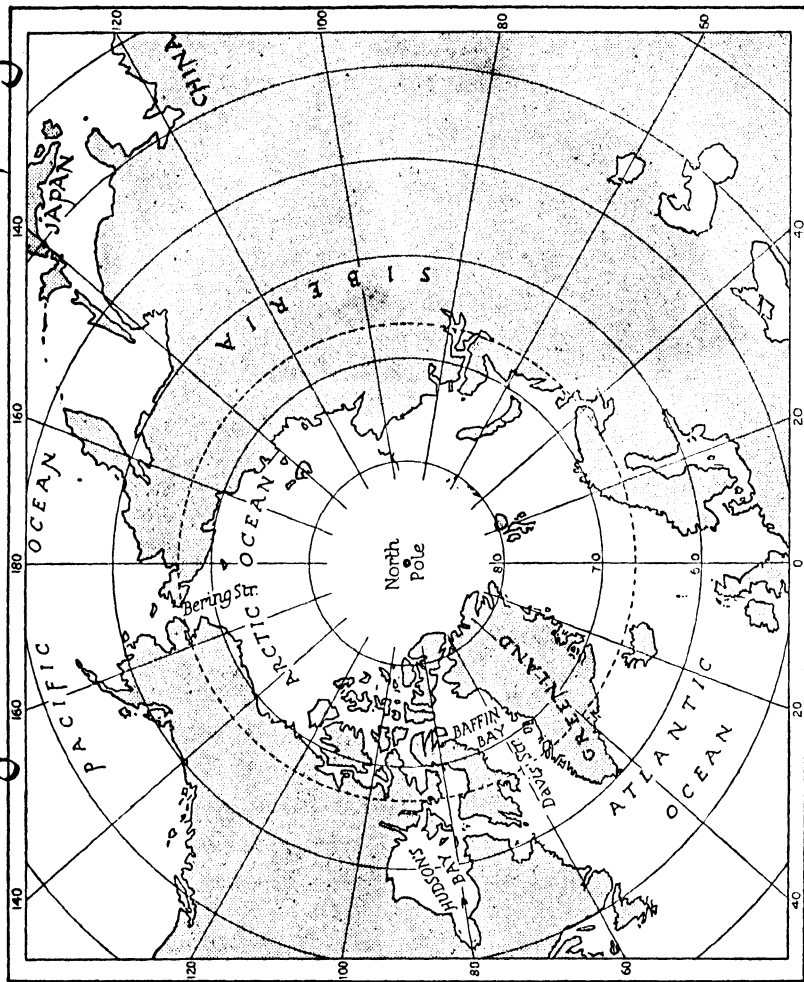 120
100
80
60
CHINA
JAPAN
140
40
SIBERIA
160
20
OCEAN
180
North
Pole
80
70
6
0
Bering Str.
ARCTIC OCEAN
PACIFIC
160
GREENLAND
BAFFIN
BAY
Davis Str.
ATLANTIC
OCEAN
20
HUDSON'S
BAY
140
40
120
100
80
60